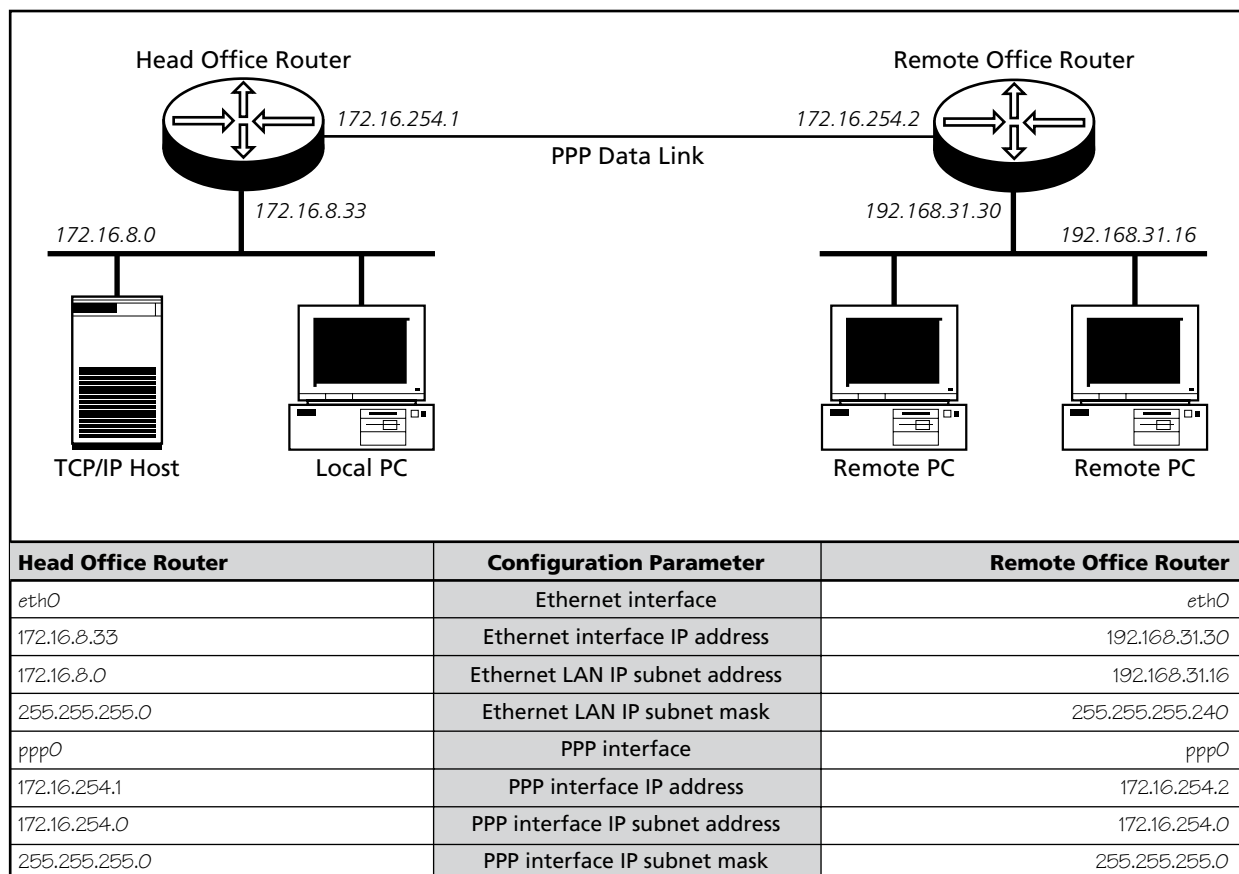 Head Office Router
Remote Office Router
172.16.254.1
172.16.254.2
PPP Data Link
172.16.8.33
192.168.31.30
172.16.8.0
192.168.31.16
TCP/IP Host
Local PC
Remote PC
Remote PC
Head Office Router Configuration Parameter Remote Office Router
eth0 Ethernet interface eth0
172.16.8.33 Ethernet interface IP address 192.168.31.30
172.16.8.0 Ethernet LAN IP subnet address 192.168.31.16
255.255.255.0 Ethernet LAN IP subnet mask 255.255.255.240
ppp0 PPP interface ppp0
172.16.254.1 PPP interface IP address 172.16.254.2
172.16.254.0 PPP interface IP subnet address 172.16.254.0
255.255.255.0 PPP interface IP subnet mask 255.255.255.0